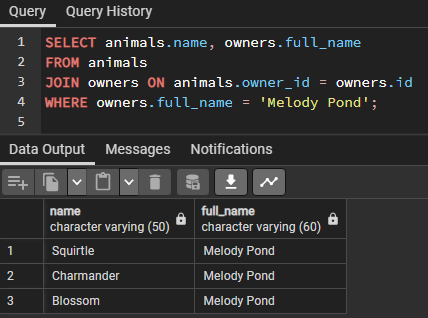 Query Query History
1 SELECT animals.name, owners.full_name
2 FROM animals
3 JOIN owners ON animals.owner_id = owners.id
4 WHERE owners.full_name = 'Melody Pond';
5
Data Output Messages Notifications
name full_name
character varying (50) character varying (60)
1 Squirtle Melody Pond
2 Charmander Melody Pond
3 Blossom Melody Pond